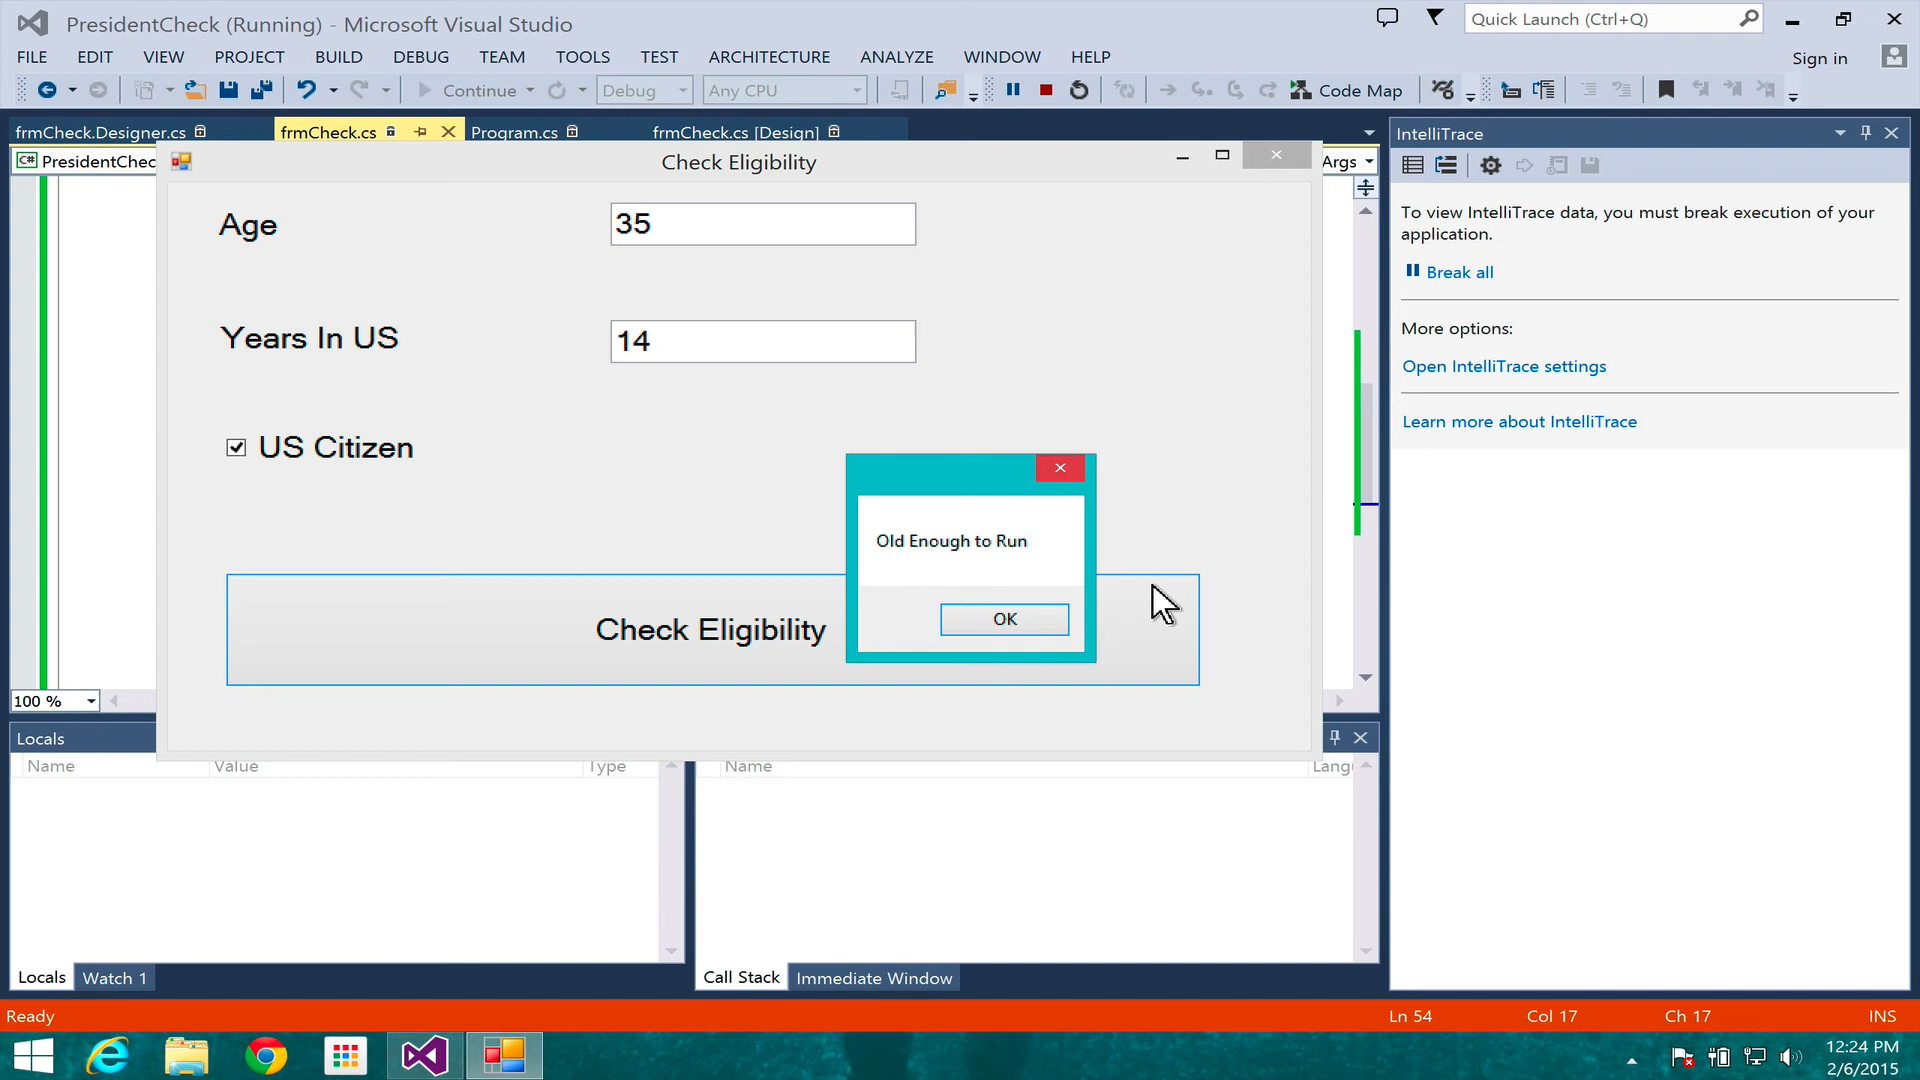 PresidentCheck (Running) - Microsoft Visual Studio
Quick Launch (Ctrl+Q)
FILE EDIT VIEW PROJECT BUILD DEBUG TEAM TOOLS TEST ARCHITECTURE ANALYZE WINDOW HELP
Sign in
Continue Debug Any CPU Code Map
frmCheck.Designer.cs frmCheck.cs Program.cs frmCheck.cs [Design]
C# PresidentChec
Args
Check Eligibility
Age 35
Years In US 14
US Citizen
Old Enough to Run
OK
Check Eligibility
100 %
IntelliTrace
To view IntelliTrace data, you must break execution of your
application.
Break all
More options:
Open IntelliTrace settings
Learn more about IntelliTrace
Locals
Name Value Type
Name Lang
Locals Watch 1
Call Stack Immediate Window
Ready Ln 54 Col 17 Ch 17 INS
12:24 PM
2/6/2015